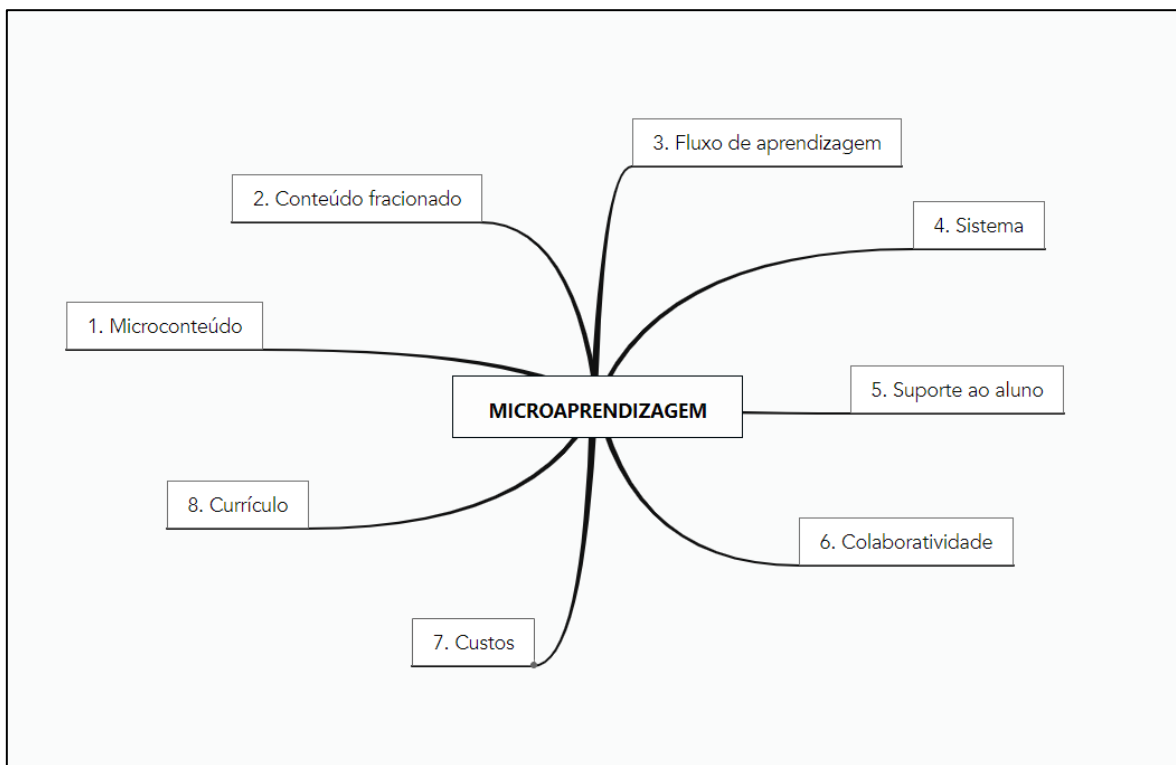 3. Fluxo de aprendizagem
2. Conteúdo fracionado
4. Sistema
1. Microconteúdo
MICROAPRENDIZAGEM
5. Suporte ao aluno
8. Currículo
6. Colaboratividade
7. Custos